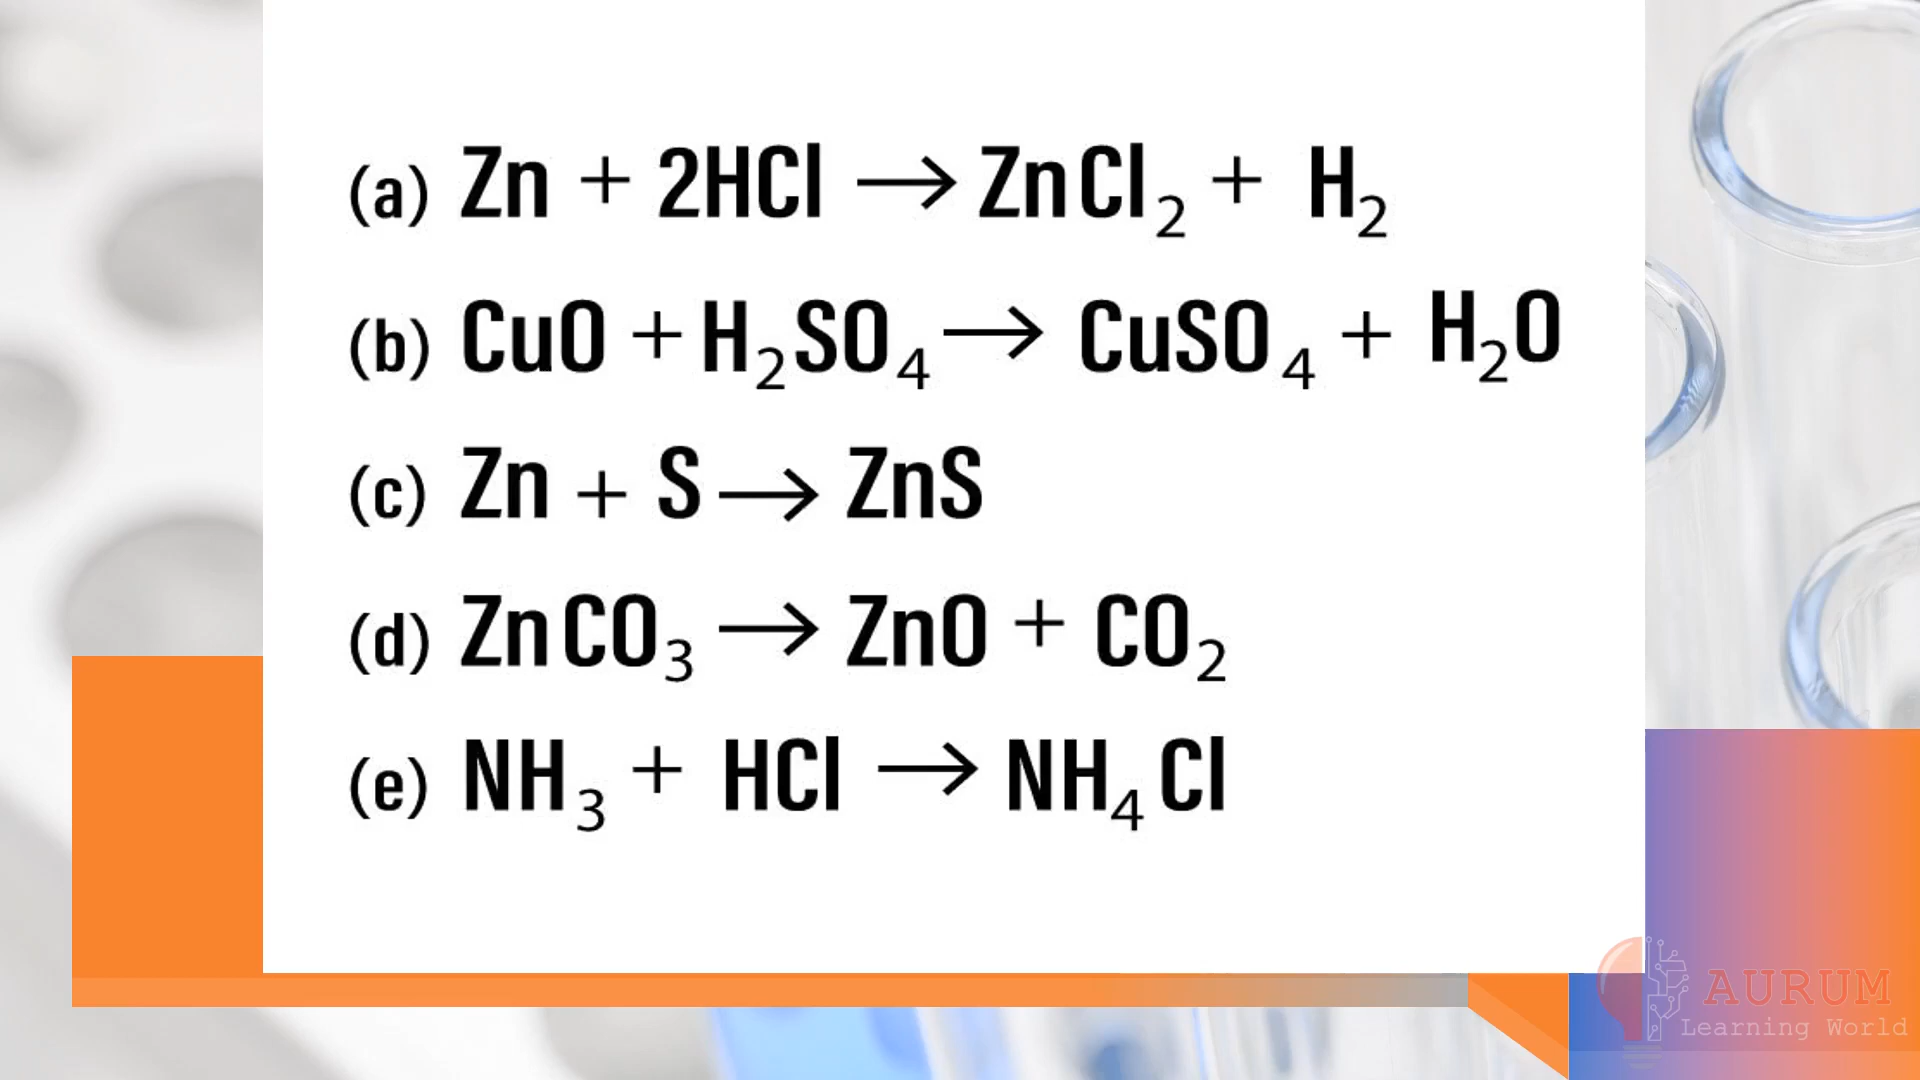 (a) Zn + 2HCl → ZnCl₂ + H₂
(b) CuO + H₂SO₄ → CuSO₄ + H₂O
(c) Zn + S → ZnS
(d) ZnCO₃ → ZnO + CO₂
(e) NH₃ + HCl → NH₄Cl
AURUM
Learning World